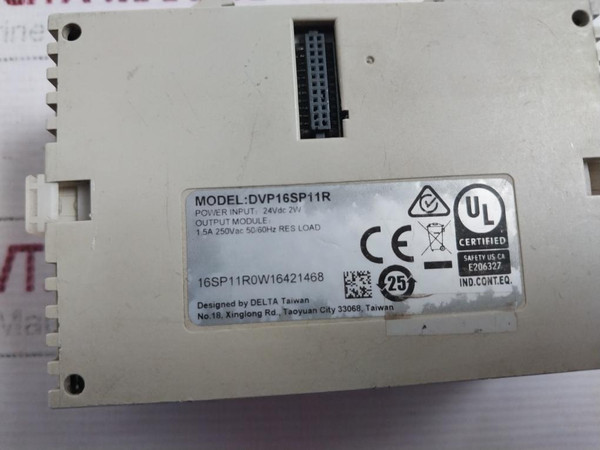 MODEL:DVP16SP11R
POWER INPUT: 24Vdc 2W
OUTPUT MODULE:
1.5A 250Vac 50/60Hz RES LOAD
16SP11R0W16421468
Designed by DELTA Taiwan
No.18, Xinglong Rd., Taoyuan City 33068, Taiwan
CE
25
UL
CERTIFIED
SAFETY US CA
E206327
IND.CONT.EQ.